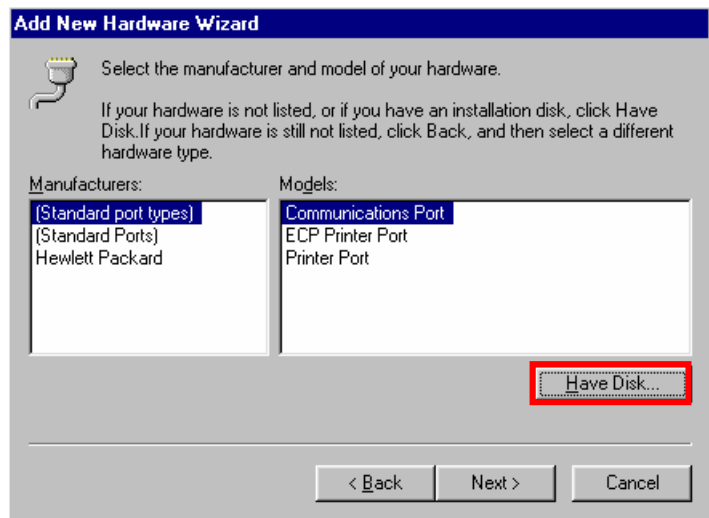 Add New Hardware Wizard
Select the manufacturer and model of your hardware.
If your hardware is not listed, or if you have an installation disk, click Have
Disk.If your hardware is still not listed, click Back, and then select a different
hardware type.
Manufacturers:
(Standard port types)
(Standard Ports)
Hewlett Packard
Models:
Communications Port
ECP Printer Port
Printer Port
Have Disk...
< Back
Next >
Cancel